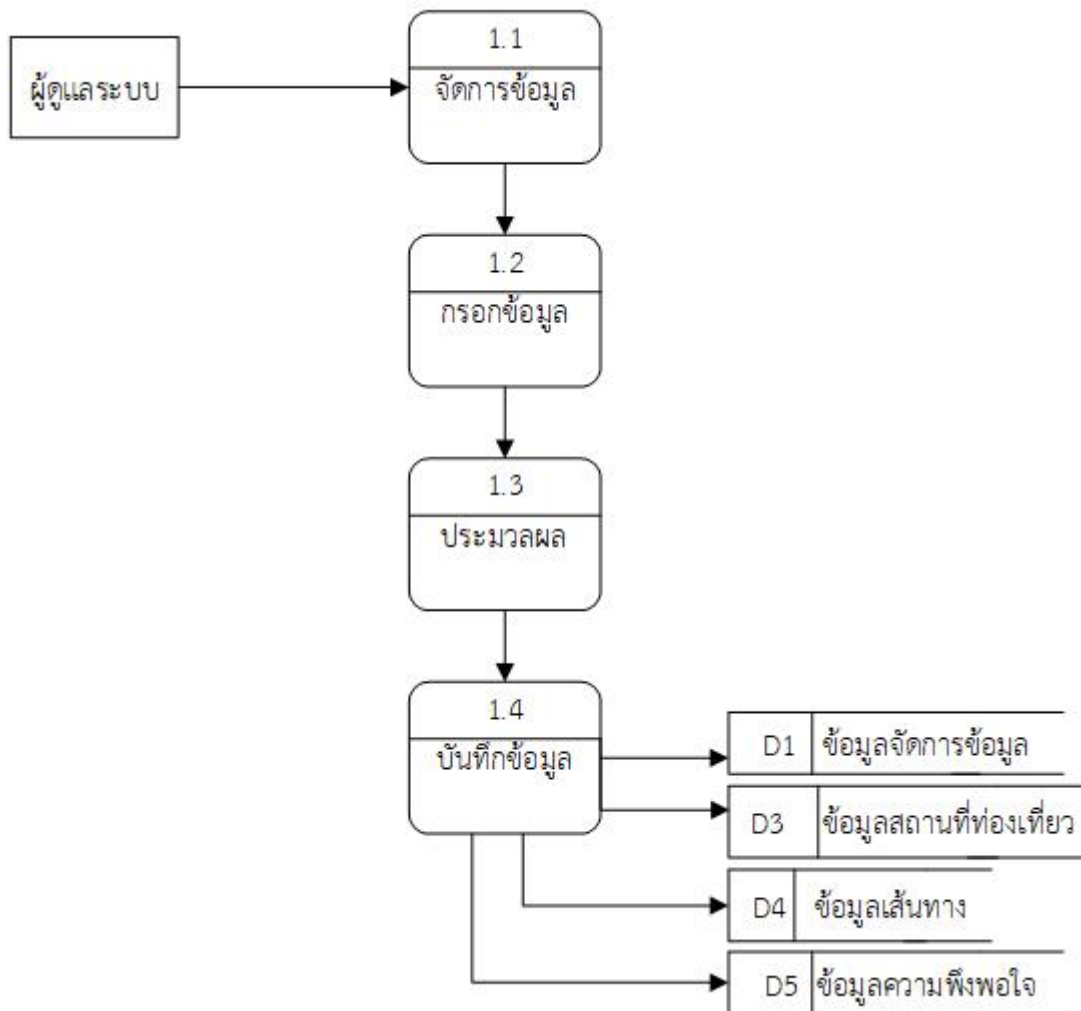 1.1
ผู้ดูแลระบบ
จัดการข้อมูล
1.2
กรอกข้อมูล
1.3
ประมวลผล
1.4
บันทึกข้อมูล
D1 ข้อมูลจัดการข้อมูล
D3 ข้อมูลสถานที่ท่องเที่ยว
D4 ข้อมูลเส้นทาง
D5 ข้อมูลความพึงพอใจ